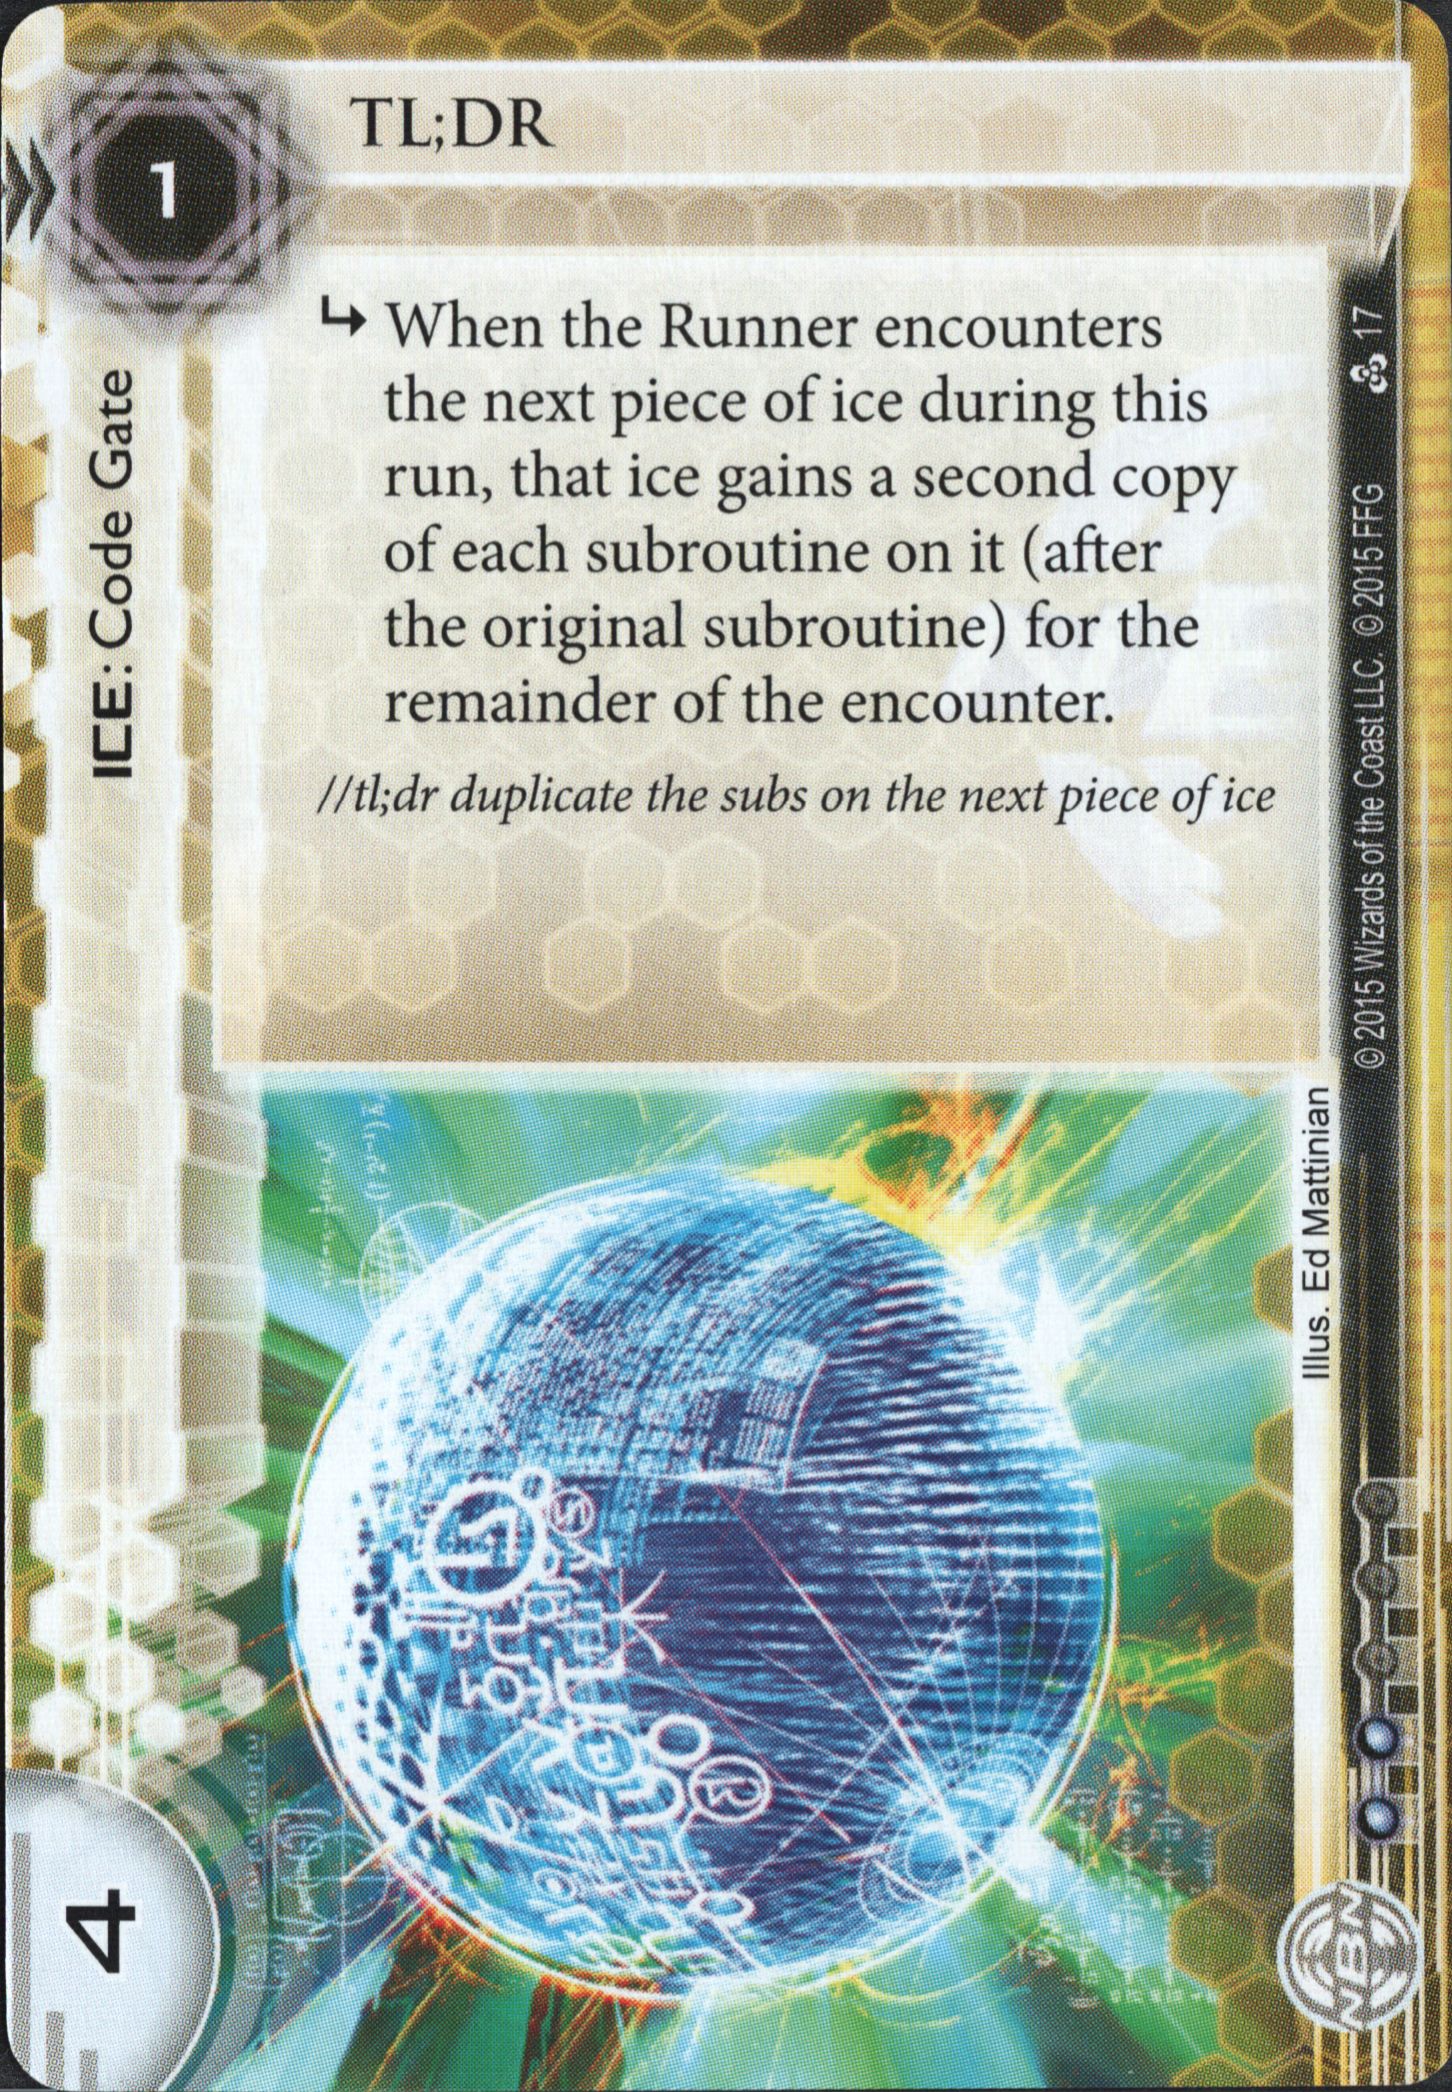 TL;DR
1
ICE: Code Gate
↳ When the Runner encounters
the next piece of ice during this
run, that ice gains a second copy
of each subroutine on it (after
the original subroutine) for the
remainder of the encounter.
//tl;dr duplicate the subs on the next piece of ice
Illus. Ed Mattinian
© 2015 Wizards of the Coast LLC. © 2015 FFG
17
4
NBN